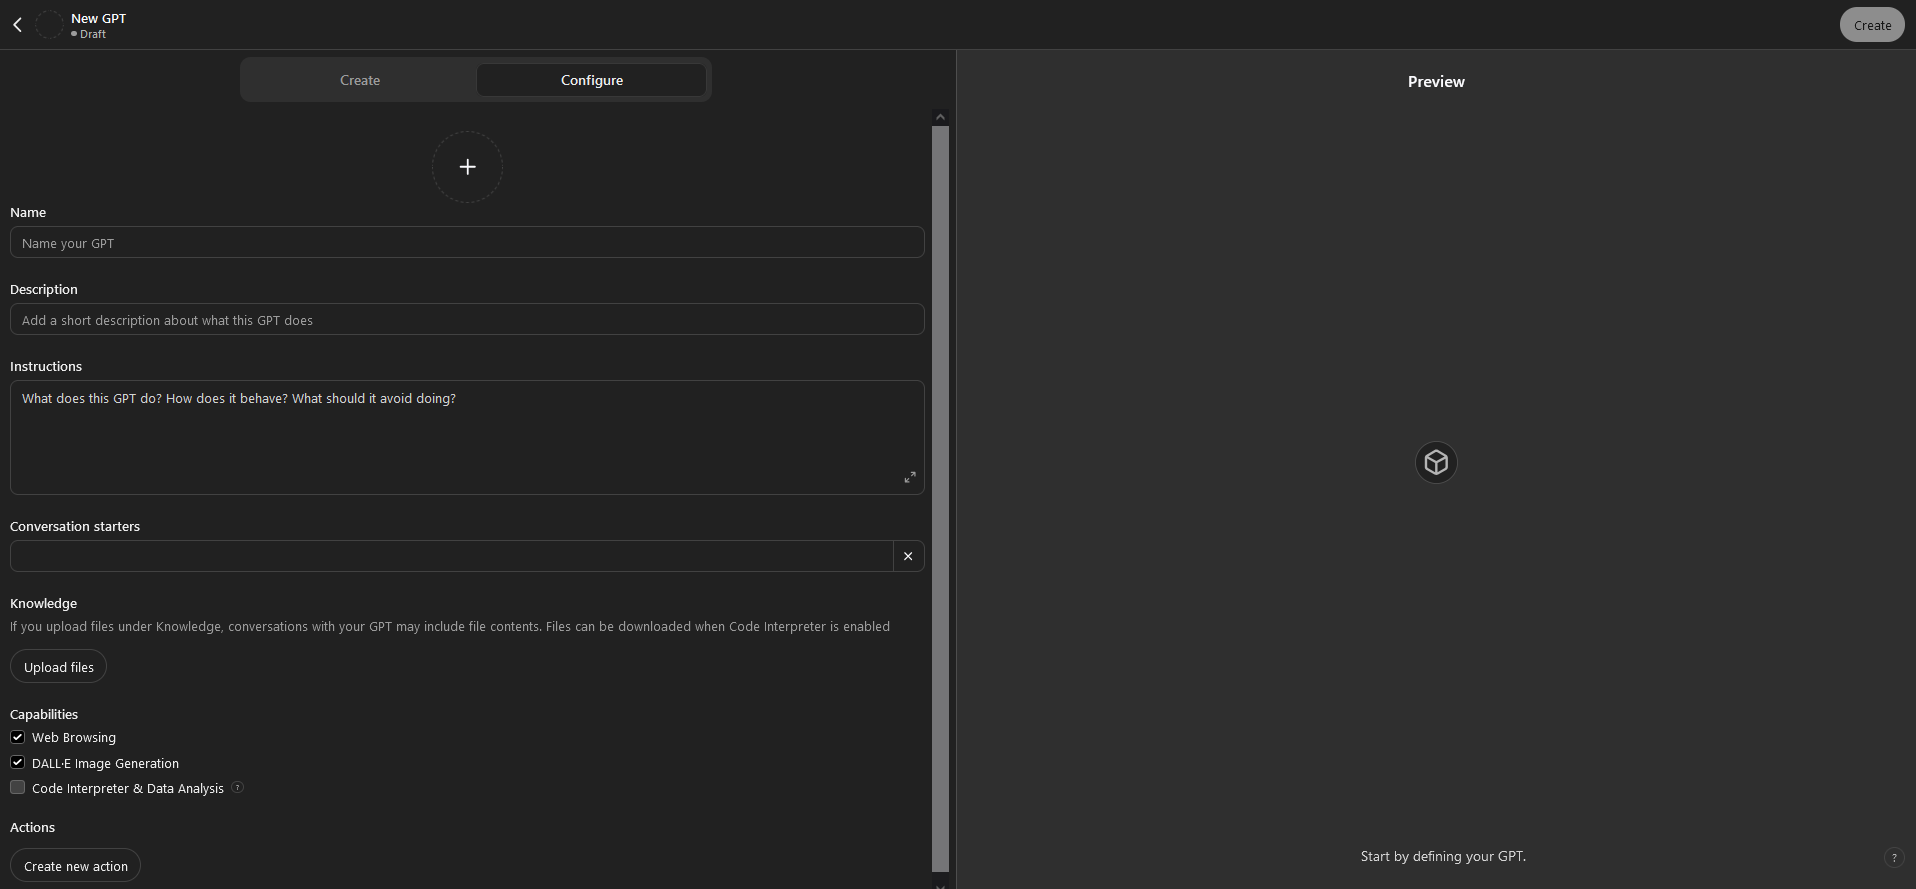 New GPT
Draft
Create
Create
Configure
Preview
Name
Name your GPT
Description
Add a short description about what this GPT does
Instructions
What does this GPT do? How does it behave? What should it avoid doing?
Conversation starters
Knowledge
If you upload files under Knowledge, conversations with your GPT may include file contents. Files can be downloaded when Code Interpreter is enabled
Upload files
Capabilities
Web Browsing
DALL·E Image Generation
Code Interpreter & Data Analysis ?
Actions
Create new action
Start by defining your GPT.
?